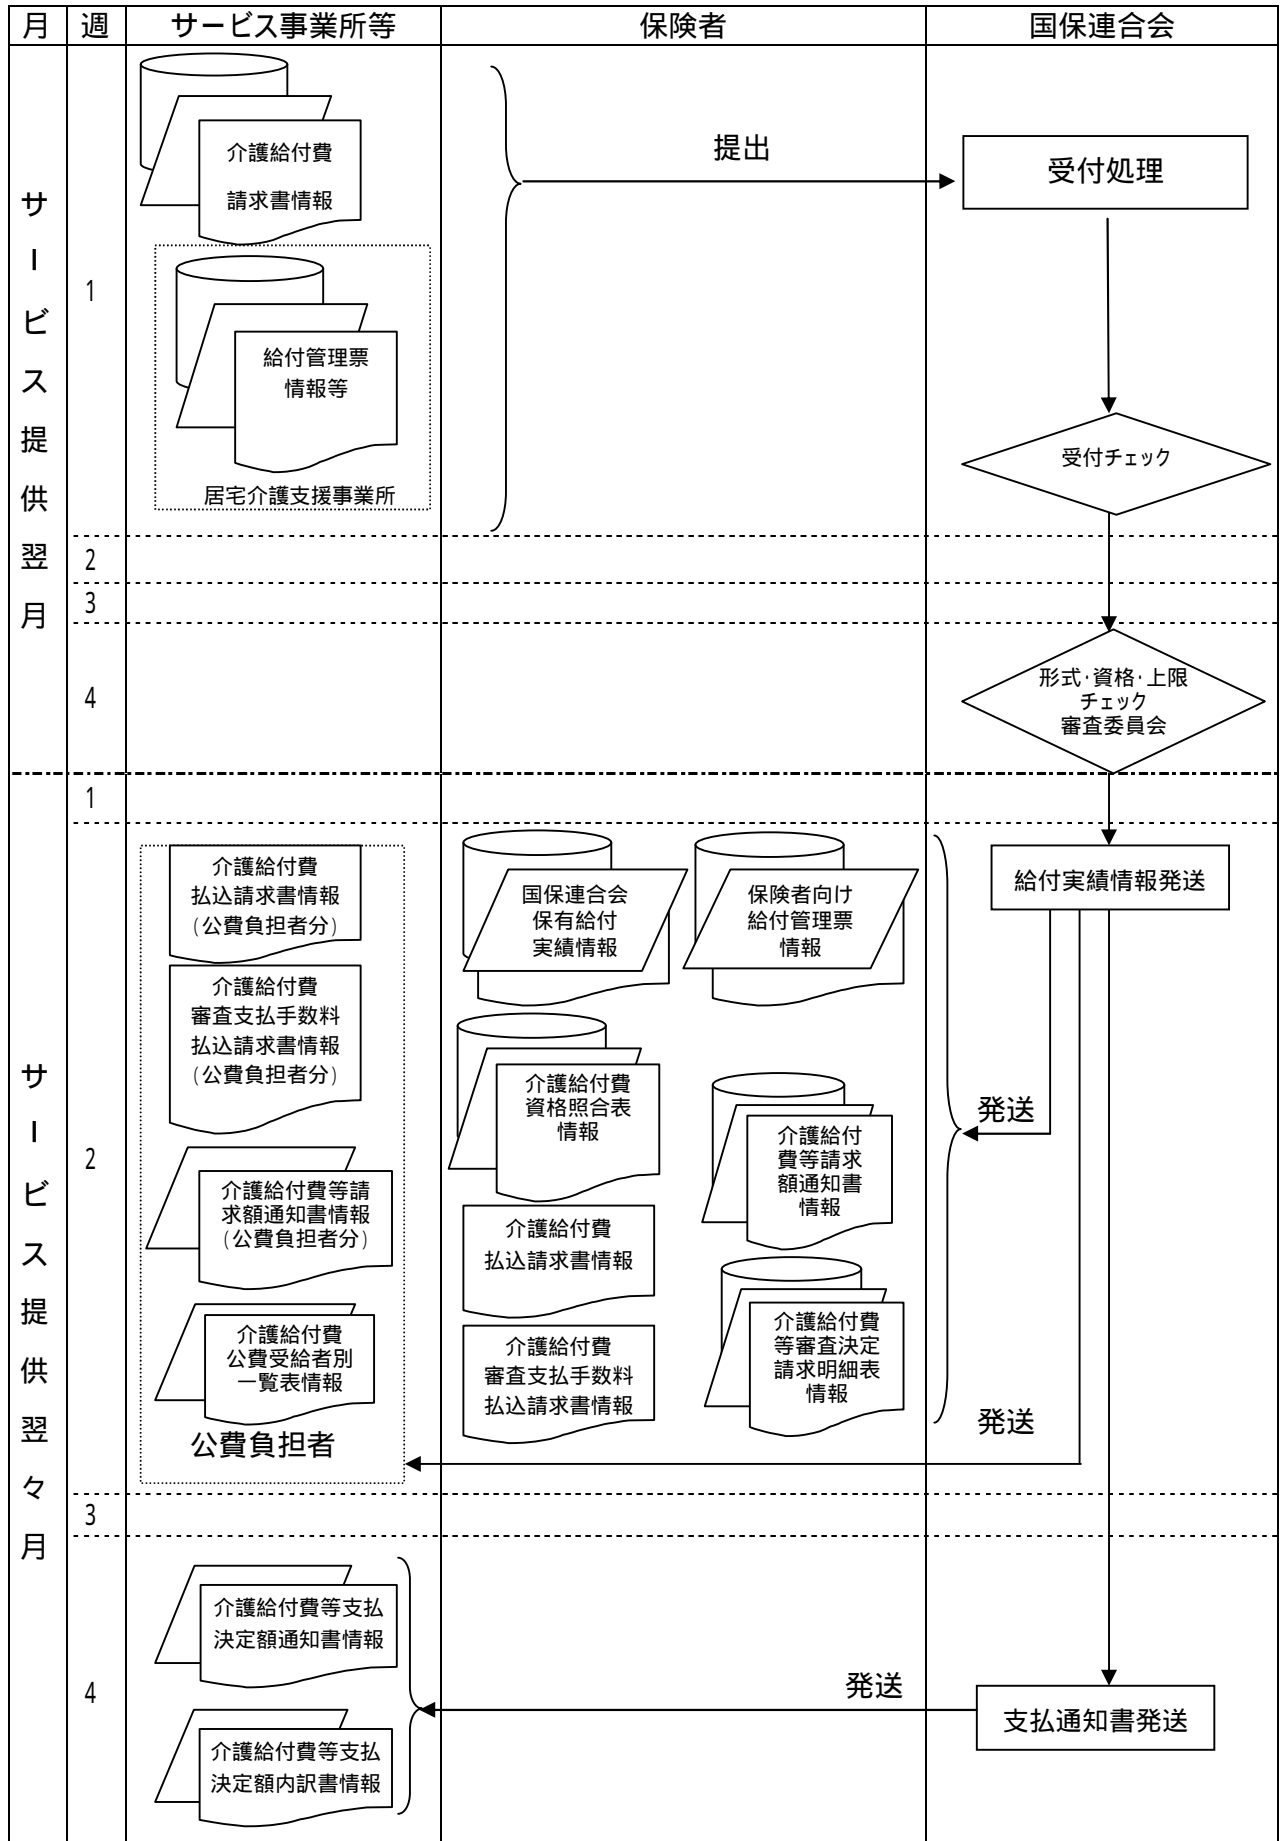 月 週 サービス事業所等 保険者 国保連合会
サービス提供翌月
1
介護給付費
請求書情報
給付管理票
情報等
居宅介護支援事業所
提出
受付処理
受付チェック
2
3
4
形式・資格・上限
チェック
審査委員会
サービス提供翌々月
1
2
介護給付費
払込請求書情報
(公費負担者分)
介護給付費
審査支払手数料
払込請求書情報
(公費負担者分)
介護給付費等請
求額通知書情報
(公費負担者分)
介護給付費
公費受給者別
一覧表情報
公費負担者
国保連合会
保有給付
実績情報
保険者向け
給付管理票
情報
介護給付費
資格照合表
情報
介護給付
費等請求
額通知書
情報
介護給付費
払込請求書情報
介護給付費
等審査決定
請求明細表
情報
介護給付費
審査支払手数料
払込請求書情報
給付実績情報発送
発送
発送
3
4
介護給付費等支払
決定額通知書情報
介護給付費等支払
決定額内訳書情報
発送
支払通知書発送